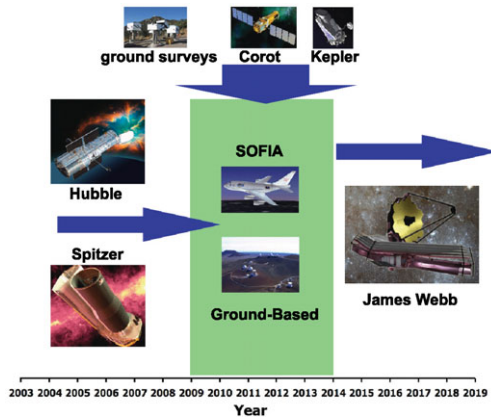 ground surveys Corot Kepler
SOFIA
Hubble
Spitzer
James Webb
Ground-Based
2003 2004 2005 2006 2007 2008 2009 2010 2011 2012 2013 2014 2015 2016 2017 2018 2019
Year